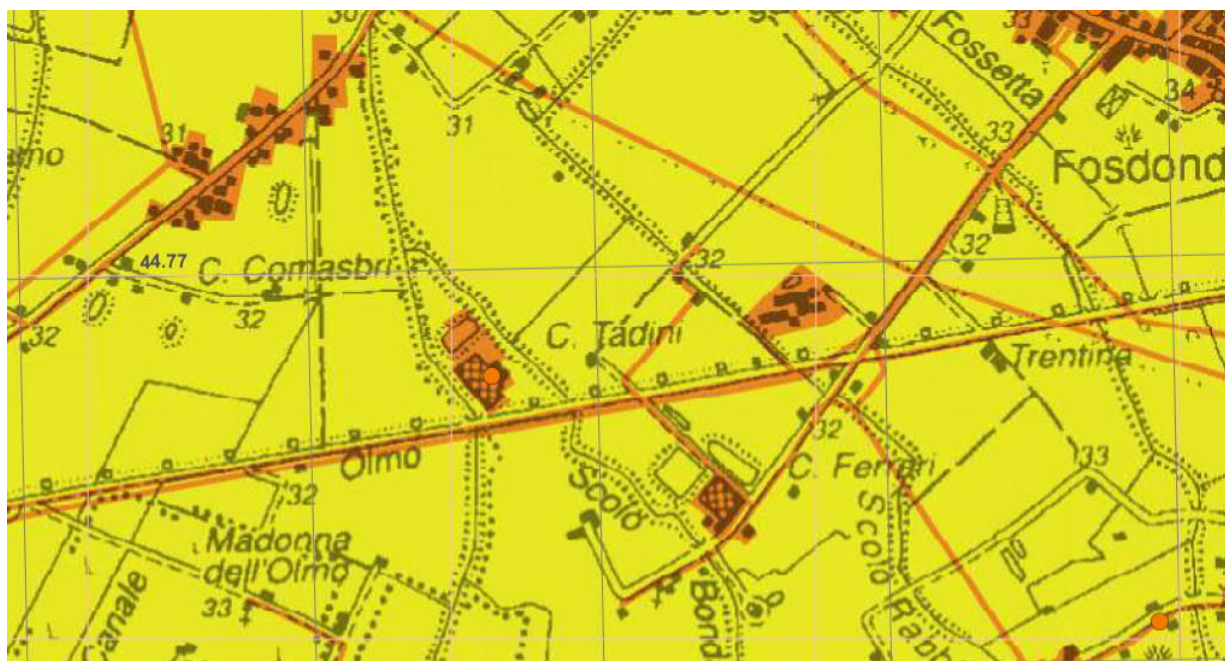 30
33
Fossetta
34
31
31
33
Fosdond
32
32
44.77
C. Comasbri
32
32
C. Tadini
Trentina
32
33
C. Ferrari
Olmo
32
Scolo
Scolo
Madonna
dell'Olmo
33
Canale
Bond
Rabb